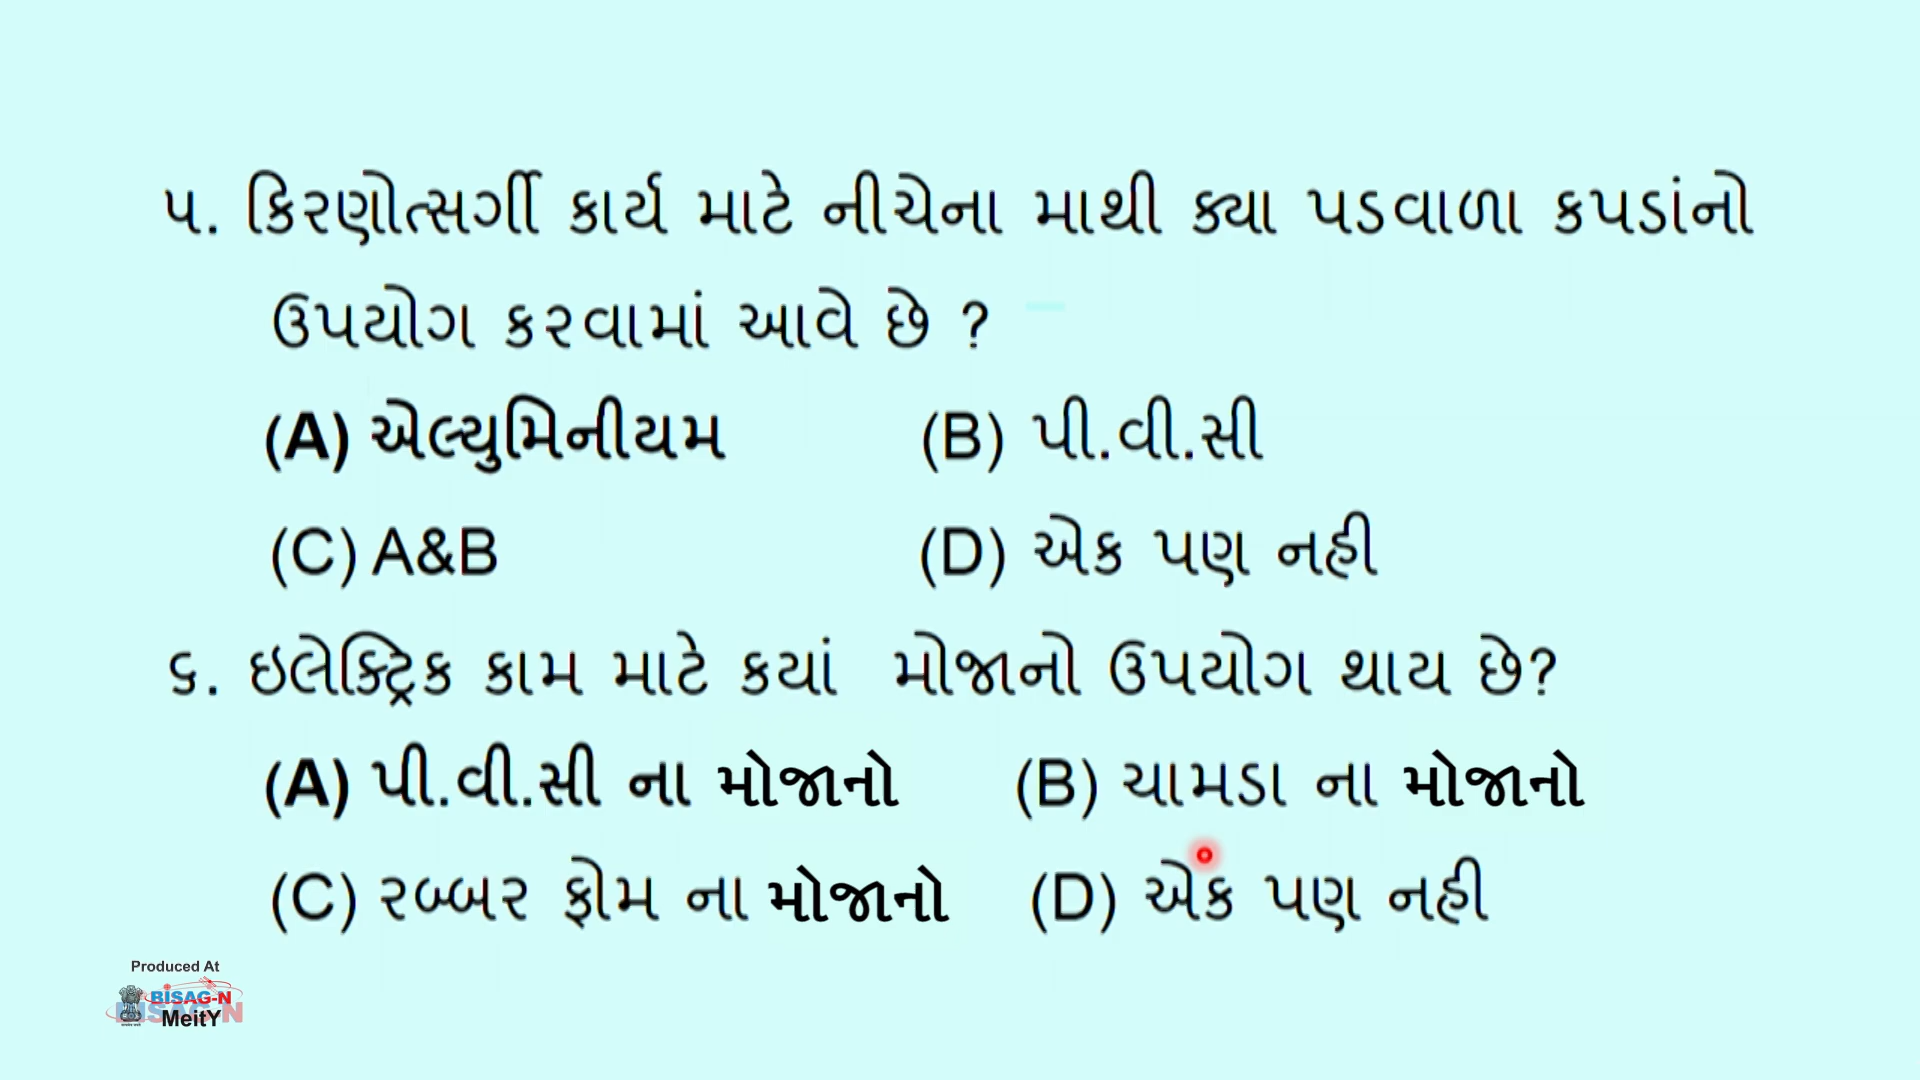 ૫. કિરણોત્સર્ગી કાર્ય માટે નીચેના માથી ક્યા પડવાળા કપડાંનો
ઉપયોગ કરવામાં આવે છે ?
(A) એલ્યુમિનીયમ (B) પી.વી.સી
(C) A&B (D) એક પણ નહી
૬. ઇલેક્ટ્રિક કામ માટે કયાં મોજાનો ઉપયોગ થાય છે?
(A) પી.વી.સી ના મોજાનો (B) ચામડા ના મોજાનો
(C) રબ્બર ફોમ ના મોજાનો (D) એક પણ નહી
Produced At
BISAG-N
MeitY